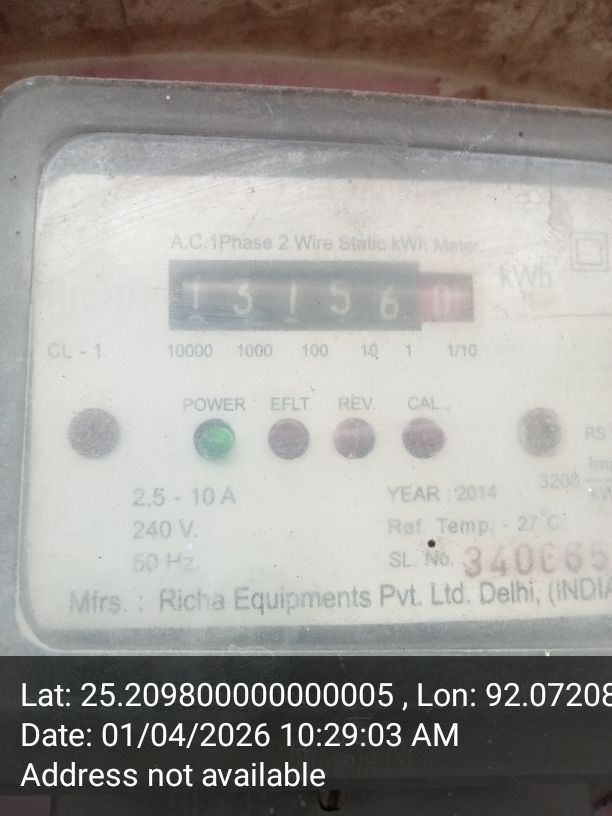 A.C.1Phase 2 Wire Static kWh Meter
13156
kWh
CL - 1
10000 1000 100 10 1 1/10
POWER EFLT REV. CAL.
RS
3200
2.5 - 10 A
YEAR : 2014
240 V.
Ref. Temp. - 27°C
50 Hz.
SL. No.
Mfrs. : Richa Equipments Pvt. Ltd. Delhi, (INDIA
Lat: 25.209800000000005 , Lon: 92.07208
Date: 01/04/2026 10:29:03 AM
Address not available